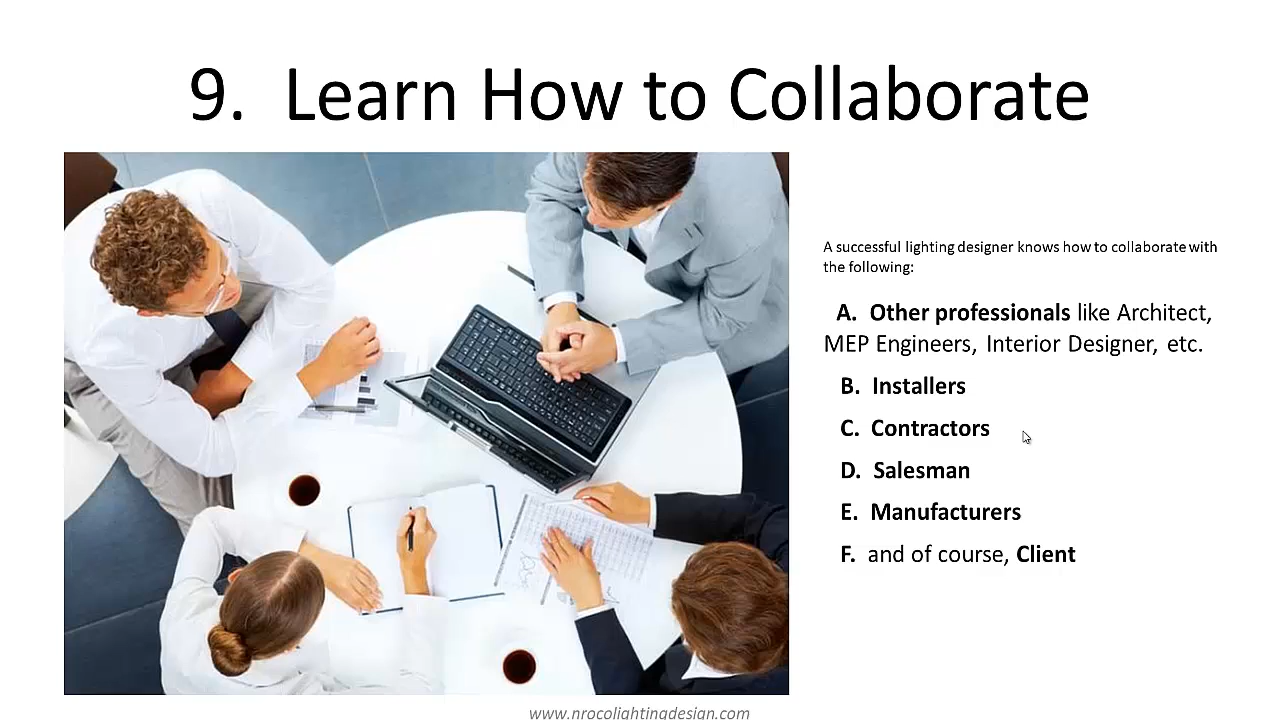 9. Learn How to Collaborate
A successful lighting designer knows how to collaborate with
the following:
A. Other professionals like Architect,
MEP Engineers, Interior Designer, etc.
B. Installers
C. Contractors
D. Salesman
E. Manufacturers
F. and of course, Client
www.nrocolightingdesign.com